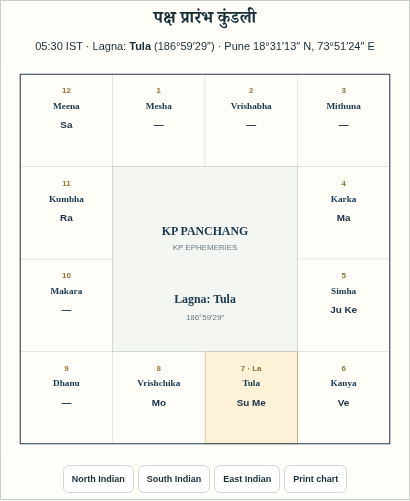 पक्ष प्रारंभ कुंडली
05:30 IST · Lagna: Tula (186°59′29″) · Pune 18°31′13″ N, 73°51′24″ E
12 1 2 3
Meena Mesha Vrishabha Mithuna
Sa — — —
11 4
Kumbha Karka
Ra Ma
KP PANCHANG
KP EPHEMERIES
10 5
Makara Simha
— Ju Ke
Lagna: Tula
186°59′29″
9 8 7 · La 6
Dhanu Vrishchika Tula Kanya
— Mo Su Me Ve
North Indian South Indian East Indian Print chart